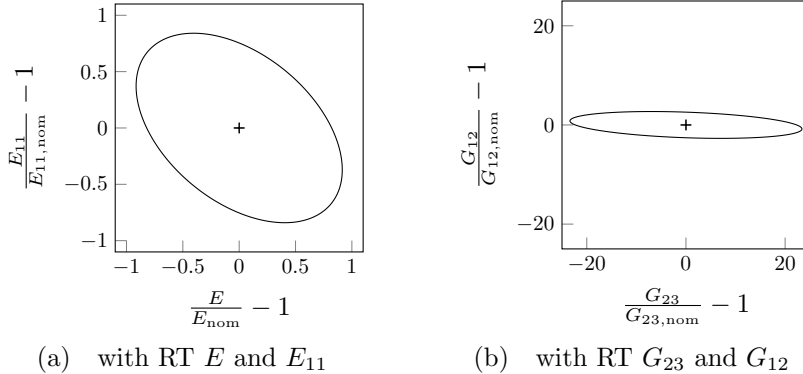 1
0.5
0
−0.5
−1
E₁₁/E₁₁,nom − 1
−1 −0.5 0 0.5 1
E/E_nom − 1
(a) with RT E and E₁₁
20
0
−20
G₁₂/G₁₂,nom − 1
−20 0 20
G₂₃/G₂₃,nom − 1
(b) with RT G₂₃ and G₁₂